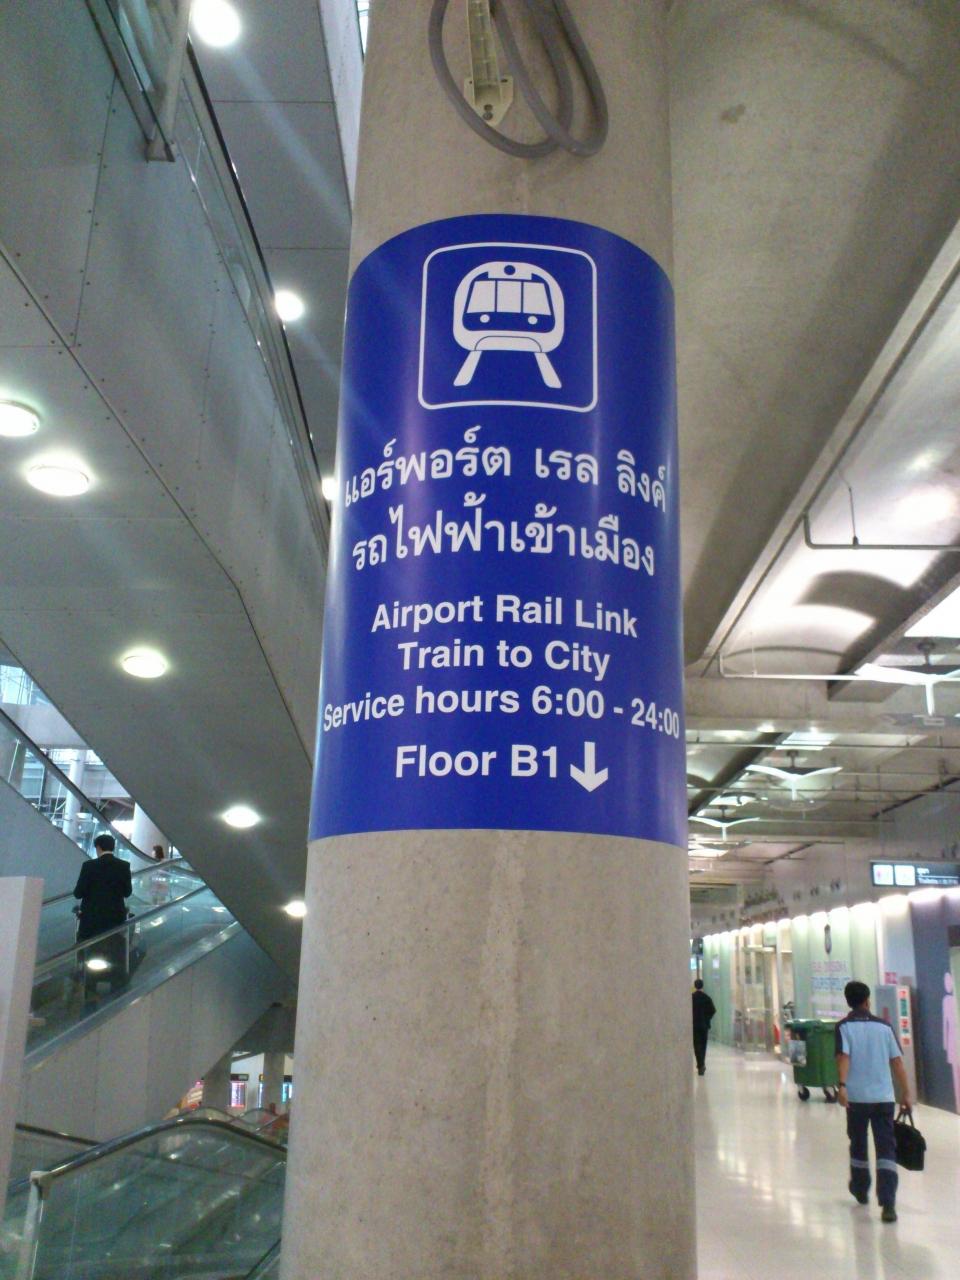 แอร์พอร์ต เรล ลิงค์
รถไฟฟ้าเข้าเมือง
Airport Rail Link
Train to City
Service hours 6:00 - 24:00
Floor B1